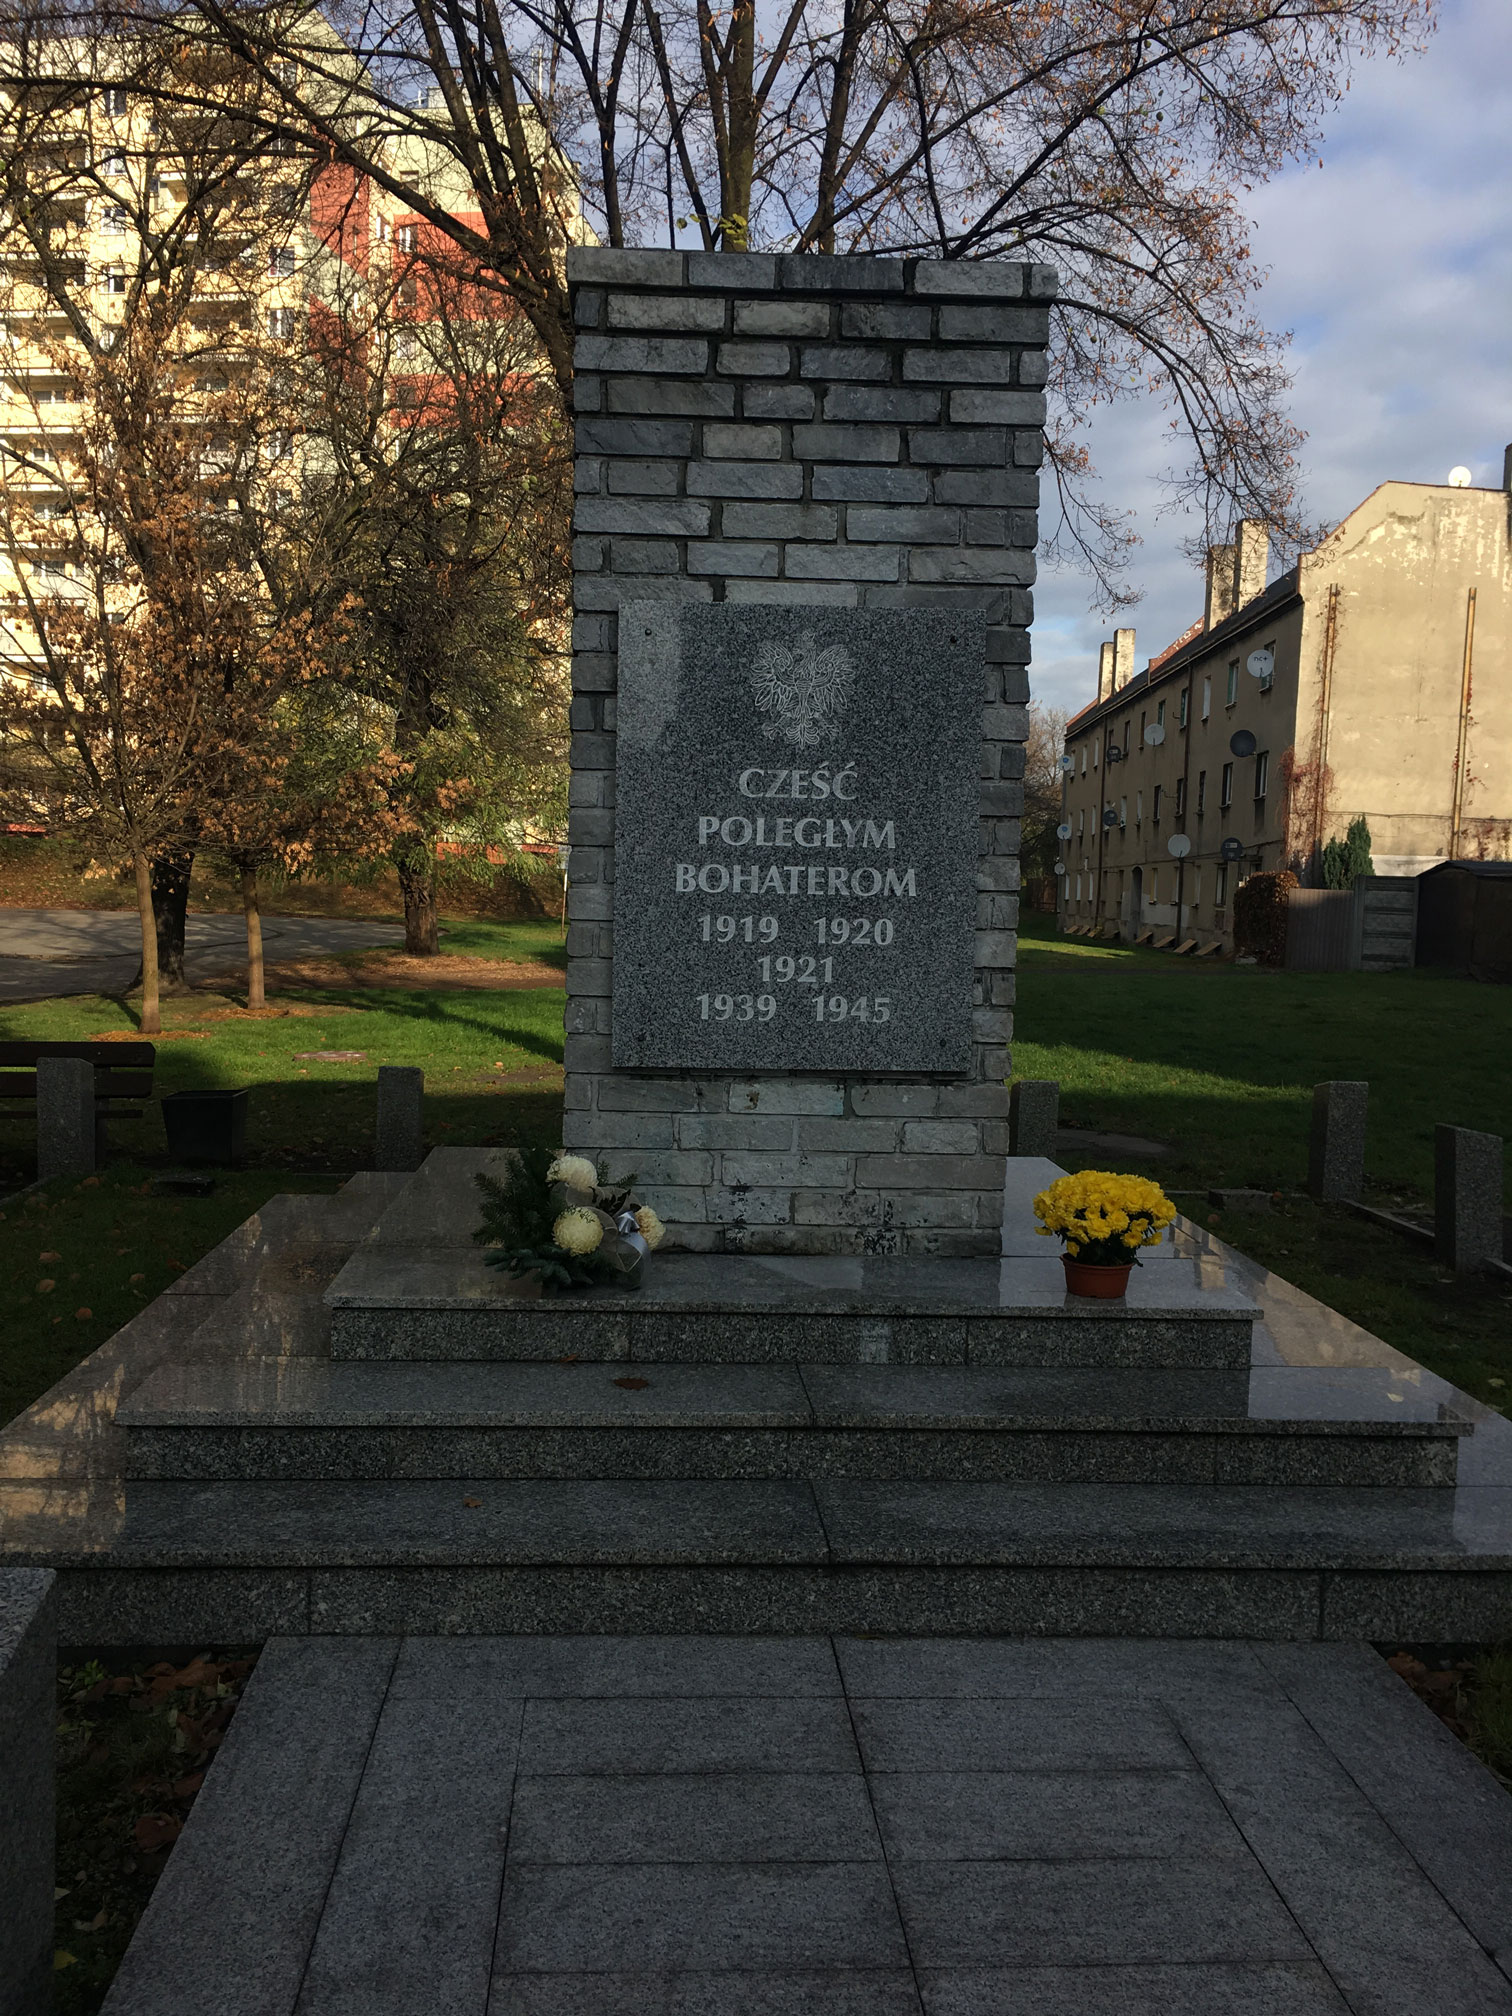 CZEŚĆ
POLEGŁYM
BOHATEROM
1919 1920
1921
1939 1945